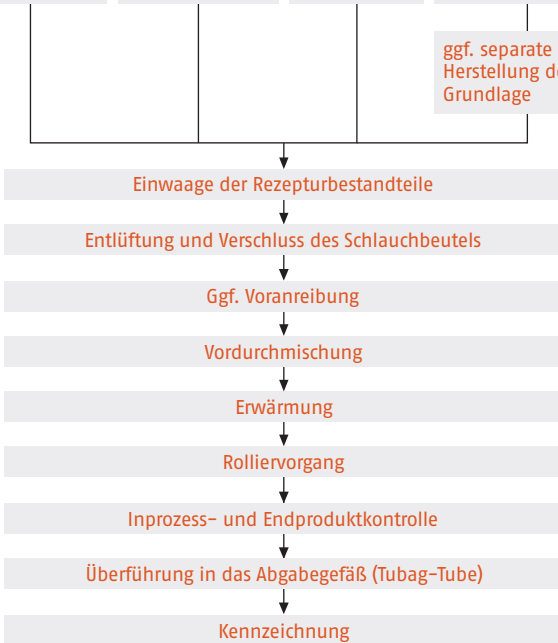 ggf. separate
Herstellung
Grundlage
Einwaage der Rezepturbestandteile
Entlüftung und Verschluss des Schlauchbeutels
Ggf. Voranreibung
Vordurchmischung
Erwärmung
Rolliervorgang
Inprozess- und Endproduktkontrolle
Überführung in das Abgabegefäß (Tubag-Tube)
Kennzeichnung